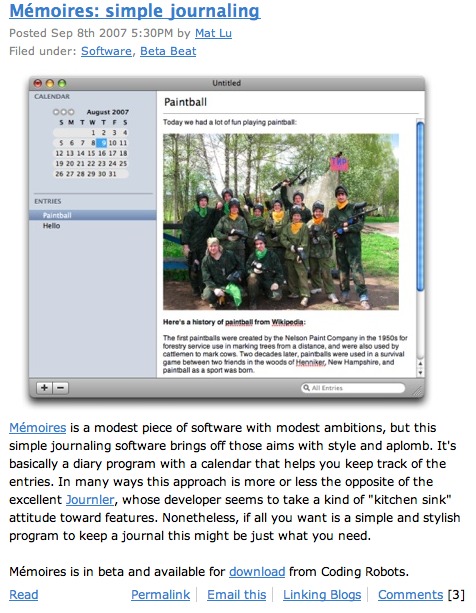 Mémoires: simple journaling
Posted Sep 8th 2007 5:30PM by Mat Lu
Filed under: Software, Beta Beat
Untitled
CALENDAR
August 2007
S M T W T F S
1 2 3 4
5 6 7 8 9 10 11
12 13 14 15 16 17 18
19 20 21 22 23 24 25
26 27 28 29 30 31
ENTRIES
Paintball
Hello
Paintball
Today we had a lot of fun playing paintball:
Here's a history of paintball from Wikipedia:
The first paintballs were created by the Nelson Paint Company in the 1950s for
forestry service use in marking trees from a distance, and were also used by
cattlemen to mark cows. Two decades later, paintballs were used in a survival
game between two friends in the woods of Henniker, New Hampshire, and
paintball as a sport was born.
All Entries
Mémoires is a modest piece of software with modest ambitions, but this
simple journaling software brings off those aims with style and aplomb. It's
basically a diary program with a calendar that helps you keep track of the
entries. In many ways this approach is more or less the opposite of the
excellent Journler, whose developer seems to take a kind of "kitchen sink"
attitude toward features. Nonetheless, if all you want is a simple and stylish
program to keep a journal this might be just what you need.
Mémoires is in beta and available for download from Coding Robots.
Read Permalink Email this Linking Blogs Comments [3]